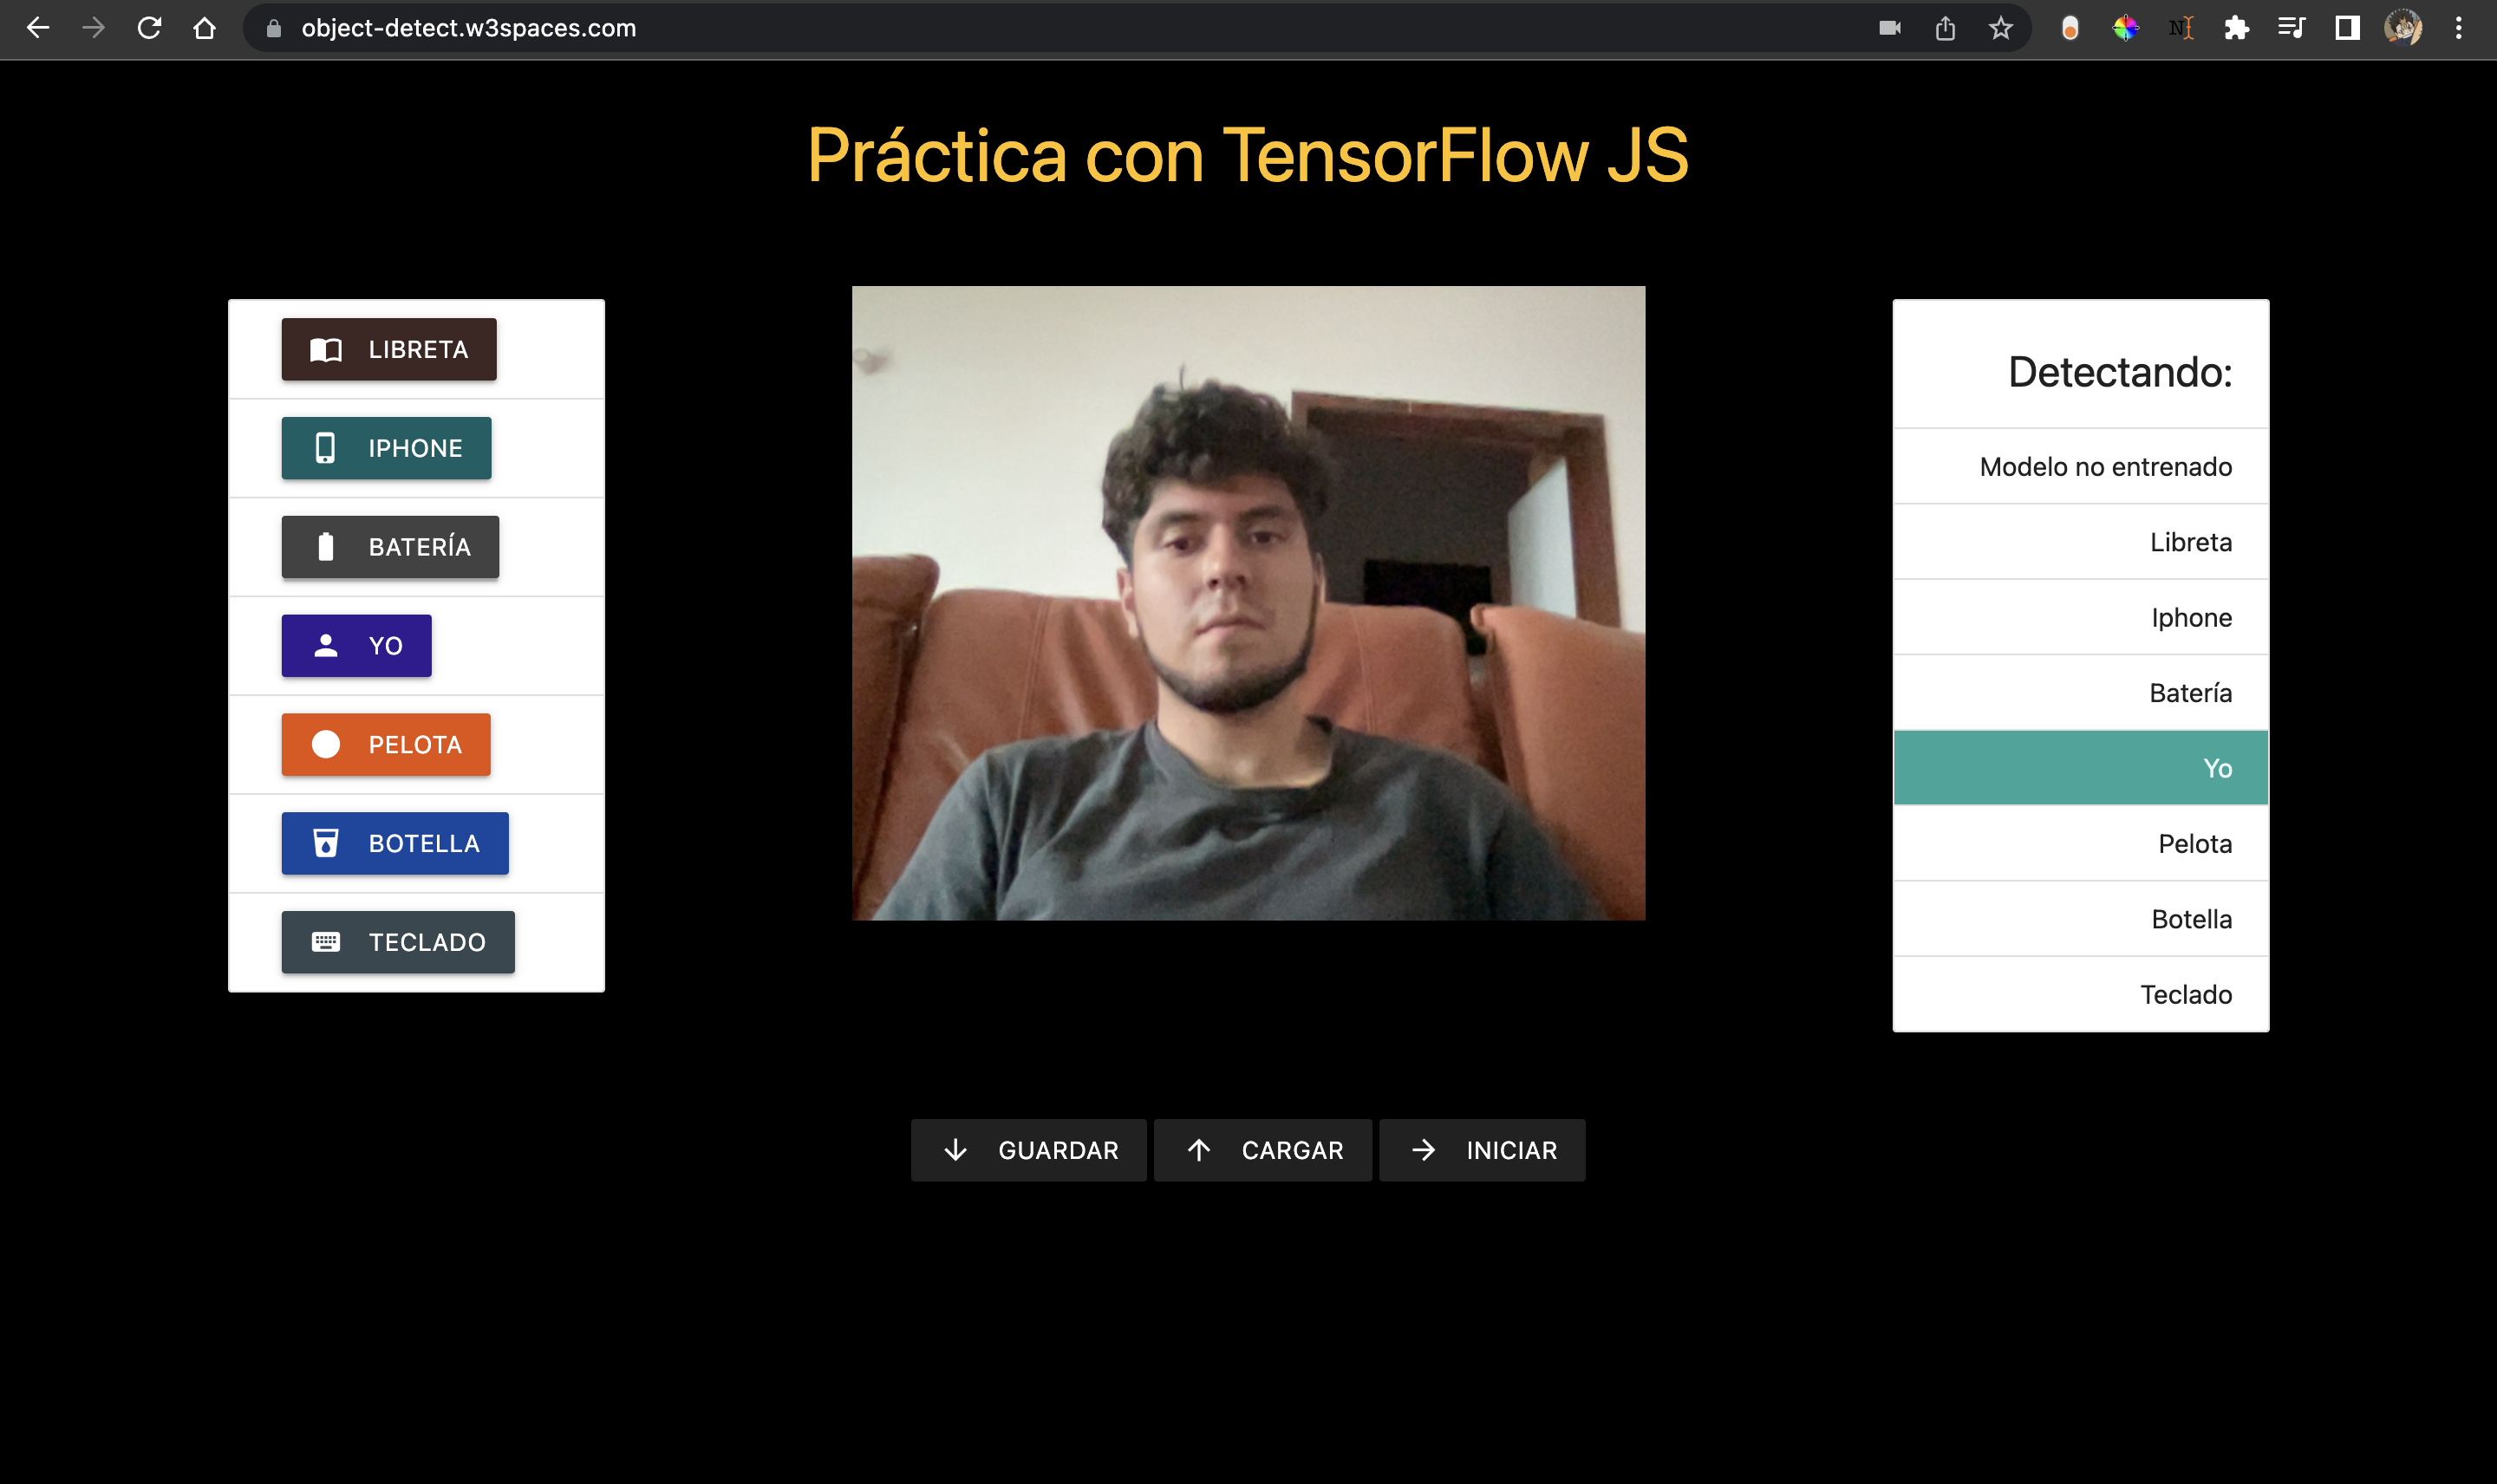 object-detect.w3spaces.com
Práctica con TensorFlow JS
LIBRETA
IPHONE
BATERÍA
YO
PELOTA
BOTELLA
TECLADO
Detectando:
Modelo no entrenado
Libreta
Iphone
Batería
Yo
Pelota
Botella
Teclado
GUARDAR
CARGAR
INICIAR